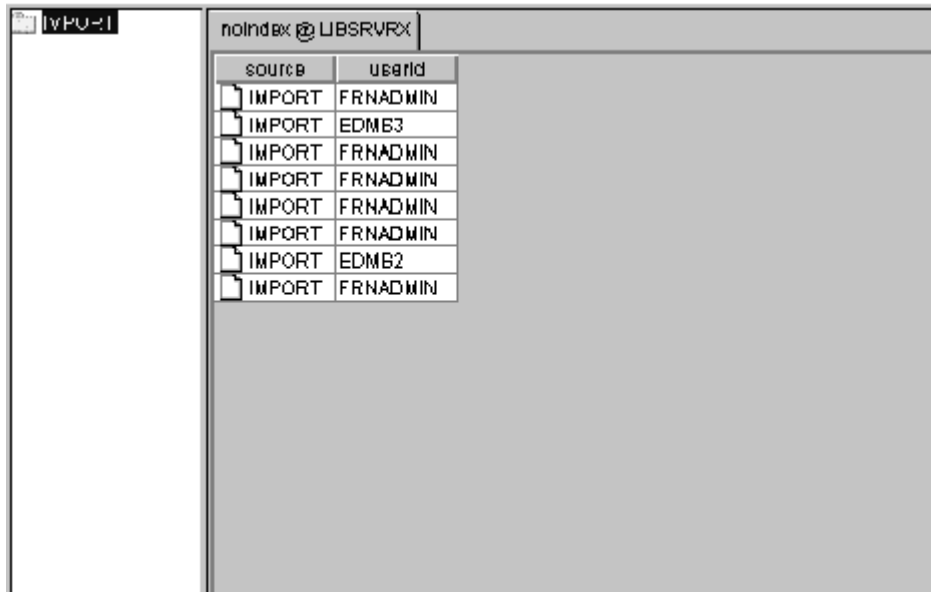 IMPORT
noindex @ LIBSRVRX
source userid
IMPORT FRNADMIN
IMPORT EDMB3
IMPORT FRNADMIN
IMPORT FRNADMIN
IMPORT FRNADMIN
IMPORT FRNADMIN
IMPORT EDMB2
IMPORT FRNADMIN